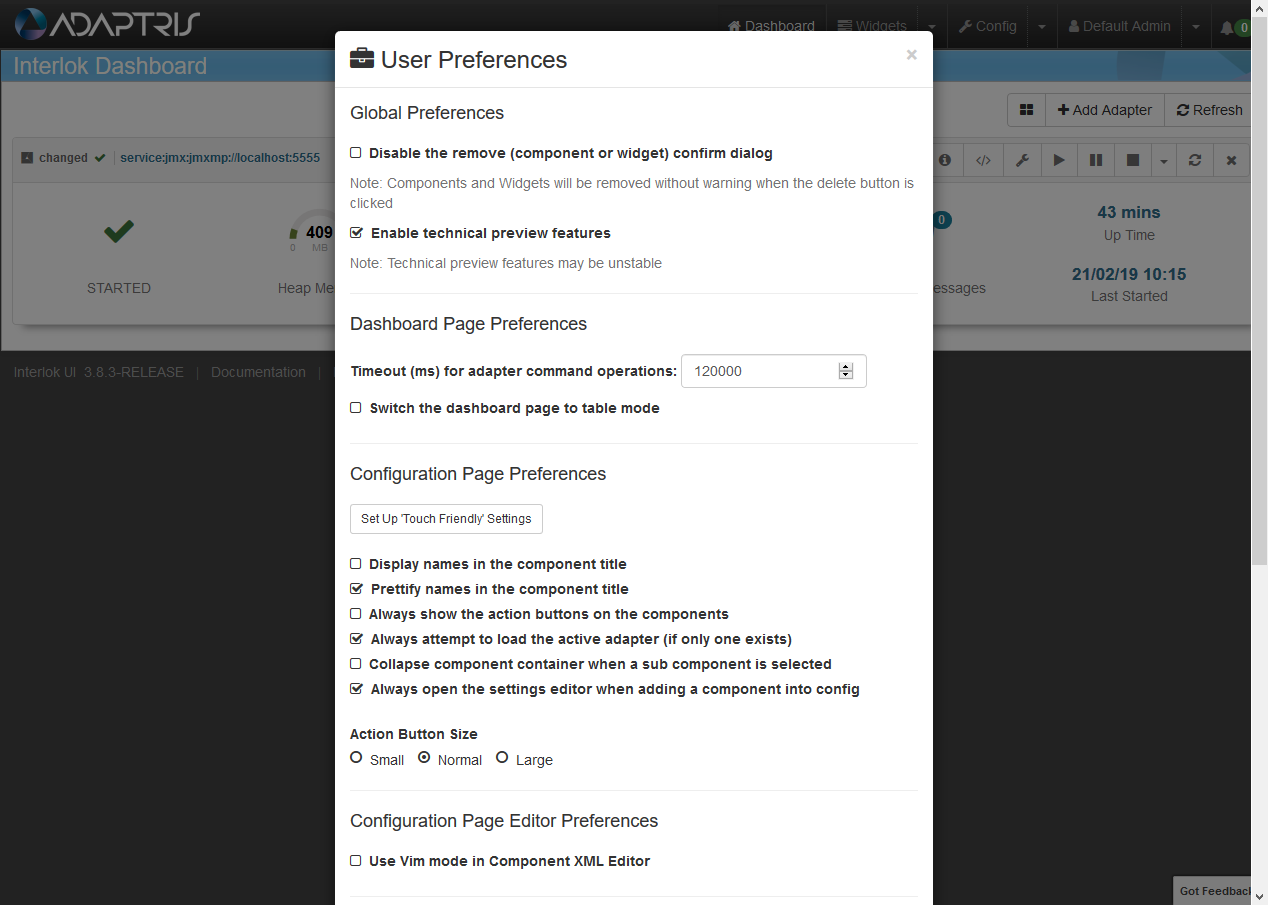 ADAPTRIS
Dashboard
Widgets
Config
Default Admin
0
Interlok Dashboard
Add Adapter
Refresh
changed
service:jmx:jmxmp://localhost:5555
409
0 MB
0
43 mins
Up Time
STARTED
Heap Me
essages
21/02/19 10:15
Last Started
Interlok UI 3.8.3-RELEASE | Documentation |
User Preferences
×
Global Preferences
Disable the remove (component or widget) confirm dialog
Note: Components and Widgets will be removed without warning when the delete button is
clicked
Enable technical preview features
Note: Technical preview features may be unstable
Dashboard Page Preferences
Timeout (ms) for adapter command operations: 120000
Switch the dashboard page to table mode
Configuration Page Preferences
Set Up 'Touch Friendly' Settings
Display names in the component title
Prettify names in the component title
Always show the action buttons on the components
Always attempt to load the active adapter (if only one exists)
Collapse component container when a sub component is selected
Always open the settings editor when adding a component into config
Action Button Size
Small Normal Large
Configuration Page Editor Preferences
Use Vim mode in Component XML Editor
Got Feedback